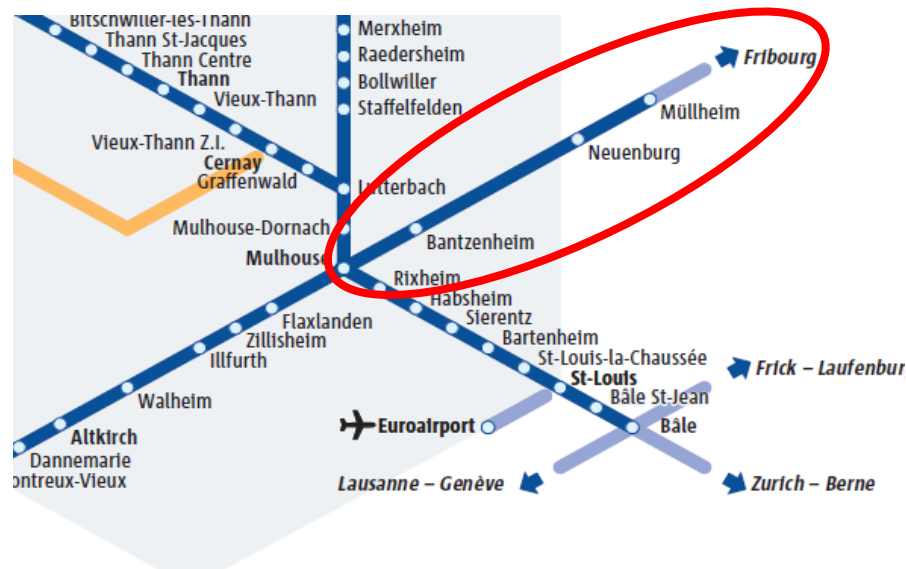 Bitschwiller-les-Thann
Thann St-Jacques
Thann Centre
Thann
Vieux-Thann
Vieux-Thann Z.I.
Cernay
Graffenwald
Merxheim
Raedersheim
Bollwiller
Staffelfelden
Lutterbach
Mulhouse-Dornach
Mulhouse
Fribourg
Müllheim
Neuenburg
Bantzenheim
Rixheim
Habsheim
Sierentz
Bartenheim
St-Louis-la-Chaussée
St-Louis
Bâle St-Jean
Bâle
Flaxlanden
Zillisheim
Illfurth
Walheim
Altkirch
Dannemarie
ontreux-Vieux
Euroairport
Frick – Laufenbur
Lausanne – Genève
Zurich – Berne